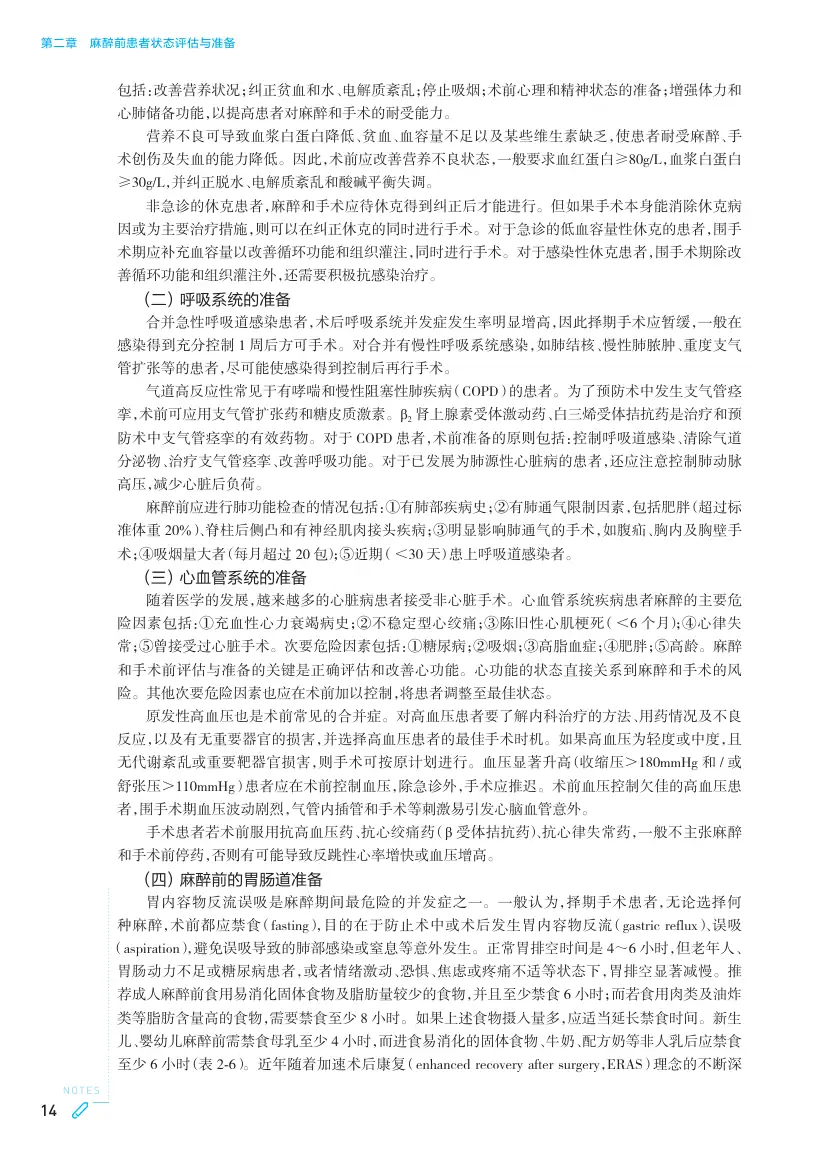 第二章　麻醉前患者状态评估与准备
包括:改善营养状况;纠正贫血和水、电解质紊乱;停止吸烟;术前心理和精神状态的准备;增强体力和
心肺储备功能,以提高患者对麻醉和手术的耐受能力。
营养不良可导致血浆白蛋白降低、贫血、血容量不足以及某些维生素缺乏,使患者耐受麻醉、手
术创伤及失血的能力降低。因此,术前应改善营养不良状态,一般要求血红蛋白≥80g/L,血浆白蛋白
≥30g/L,并纠正脱水、电解质紊乱和酸碱平衡失调。
非急诊的休克患者,麻醉和手术应待休克得到纠正后才能进行。但如果手术本身能消除休克病
因或为主要治疗措施,则可以在纠正休克的同时进行手术。对于急诊的低血容量性休克的患者,围手
术期应补充血容量以改善循环功能和组织灌注,同时进行手术。对于感染性休克患者,围手术期除改
善循环功能和组织灌注外,还需要积极抗感染治疗。
（二）呼吸系统的准备
合并急性呼吸道感染患者,术后呼吸系统并发症发生率明显增高,因此择期手术应暂缓,一般在
感染得到充分控制 1 周后方可手术。对合并有慢性呼吸系统感染,如肺结核、慢性肺脓肿、重度支气
管扩张等的患者,尽可能使感染得到控制后再行手术。
气道高反应性常见于有哮喘和慢性阻塞性肺疾病(COPD)的患者。为了预防术中发生支气管痉
挛,术前可应用支气管扩张药和糖皮质激素。β₂ 肾上腺素受体激动药、白三烯受体拮抗药是治疗和预
防术中支气管痉挛的有效药物。对于 COPD 患者,术前准备的原则包括:控制呼吸道感染、清除气道
分泌物、治疗支气管痉挛、改善呼吸功能。对于已发展为肺源性心脏病的患者,还应注意控制肺动脉
高压,减少心脏后负荷。
麻醉前应进行肺功能检查的情况包括:①有肺部疾病史;②有肺通气限制因素,包括肥胖(超过标
准体重 20%)、脊柱后侧凸和有神经肌肉接头疾病;③明显影响肺通气的手术,如腹疝、胸内及胸壁手
术;④吸烟量大者(每月超过 20 包);⑤近期(<30 天)患上呼吸道感染者。
（三）心血管系统的准备
随着医学的发展,越来越多的心脏病患者接受非心脏手术。心血管系统疾病患者麻醉的主要危
险因素包括:①充血性心力衰竭病史;②不稳定型心绞痛;③陈旧性心肌梗死(<6 个月);④心律失
常;⑤曾接受过心脏手术。次要危险因素包括:①糖尿病;②吸烟;③高脂血症;④肥胖;⑤高龄。麻醉
和手术前评估与准备的关键是正确评估和改善心功能。心功能的状态直接关系到麻醉和手术的风
险。其他次要危险因素也应在术前加以控制,将患者调整至最佳状态。
原发性高血压也是术前常见的合并症。对高血压患者要了解内科治疗的方法、用药情况及不良
反应,以及有无重要器官的损害,并选择高血压患者的最佳手术时机。如果高血压为轻度或中度,且
无代谢紊乱或重要靶器官损害,则手术可按原计划进行。血压显著升高(收缩压>180mmHg 和 / 或
舒张压>110mmHg)患者应在术前控制血压,除急诊外,手术应推迟。术前血压控制欠佳的高血压患
者,围手术期血压波动剧烈,气管内插管和手术等刺激易引发心脑血管意外。
手术患者若术前服用抗高血压药、抗心绞痛药(β 受体拮抗药)、抗心律失常药,一般不主张麻醉
和手术前停药,否则有可能导致反跳性心率增快或血压增高。
（四）麻醉前的胃肠道准备
胃内容物反流误吸是麻醉期间最危险的并发症之一。一般认为,择期手术患者,无论选择何
种麻醉,术前都应禁食(fasting),目的在于防止术中或术后发生胃内容物反流(gastric reflux)、误吸
(aspiration),避免误吸导致的肺部感染或窒息等意外发生。正常胃排空时间是 4～6 小时,但老年人、
胃肠动力不足或糖尿病患者,或者情绪激动、恐惧、焦虑或疼痛不适等状态下,胃排空显著减慢。推
荐成人麻醉前食用易消化固体食物及脂肪量较少的食物,并且至少禁食 6 小时;而若食用肉类及油炸
类等脂肪含量高的食物,需要禁食至少 8 小时。如果上述食物摄入量多,应适当延长禁食时间。新生
儿、婴幼儿麻醉前需禁食母乳至少 4 小时,而进食易消化的固体食物、牛奶、配方奶等非人乳后应禁食
至少 6 小时(表 2-6)。近年随着加速术后康复(enhanced recovery after surgery,ERAS)理念的不断深
NOTES
14